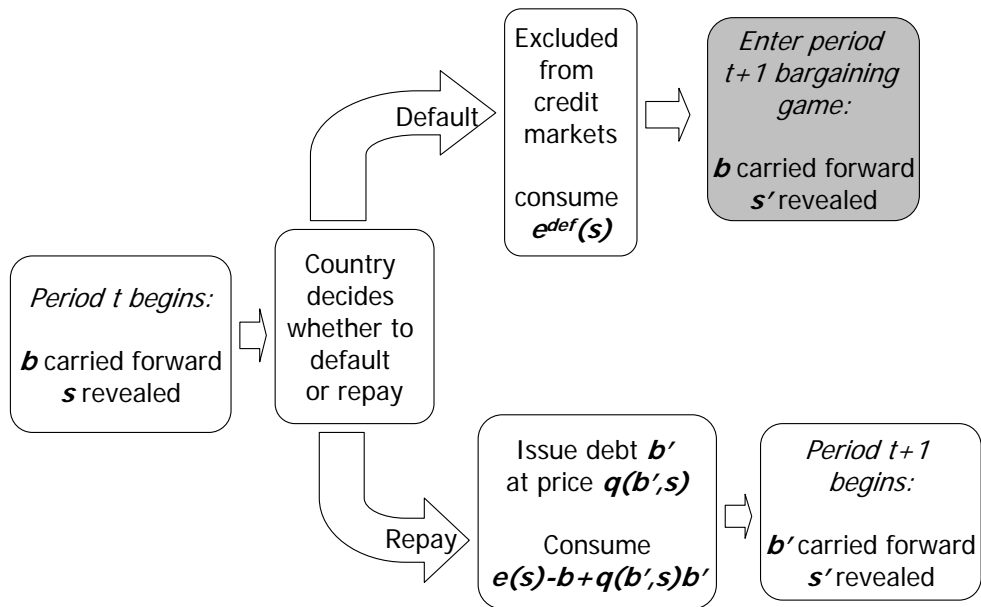 Period t begins:
b carried forward
s revealed
Country
decides
whether to
default
or repay
Default
Excluded
from
credit
markets
consume
e^def(s)
Enter period
t+1 bargaining
game:
b carried forward
s' revealed
Repay
Issue debt b'
at price q(b',s)
Consume
e(s)-b+q(b',s)b'
Period t+1
begins:
b' carried forward
s' revealed